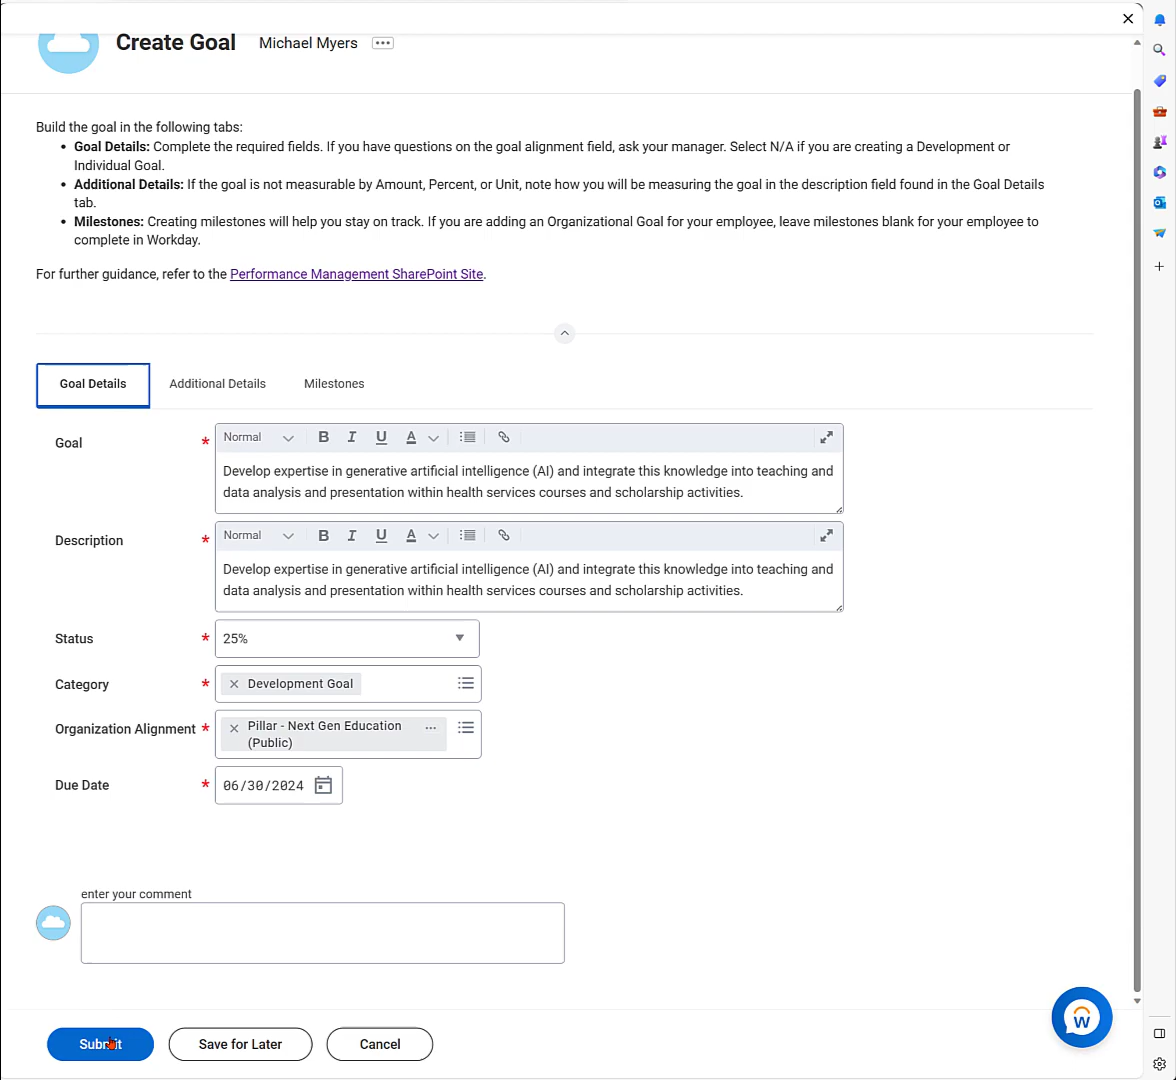 Create Goal Michael Myers
Build the goal in the following tabs:
• Goal Details: Complete the required fields. If you have questions on the goal alignment field, ask your manager. Select N/A if you are creating a Development or
Individual Goal.
• Additional Details: If the goal is not measurable by Amount, Percent, or Unit, note how you will be measuring the goal in the description field found in the Goal Details
tab.
• Milestones: Creating milestones will help you stay on track. If you are adding an Organizational Goal for your employee, leave milestones blank for your employee to
complete in Workday.
For further guidance, refer to the Performance Management SharePoint Site.
Goal Details Additional Details Milestones
Goal * Normal B I U A
Develop expertise in generative artificial intelligence (AI) and integrate this knowledge into teaching and
data analysis and presentation within health services courses and scholarship activities.
Description * Normal B I U A
Develop expertise in generative artificial intelligence (AI) and integrate this knowledge into teaching and
data analysis and presentation within health services courses and scholarship activities.
Status * 25%
Category * Development Goal
Organization Alignment * Pillar - Next Gen Education
(Public)
Due Date * 06/30/2024
enter your comment
W
Submit Save for Later Cancel